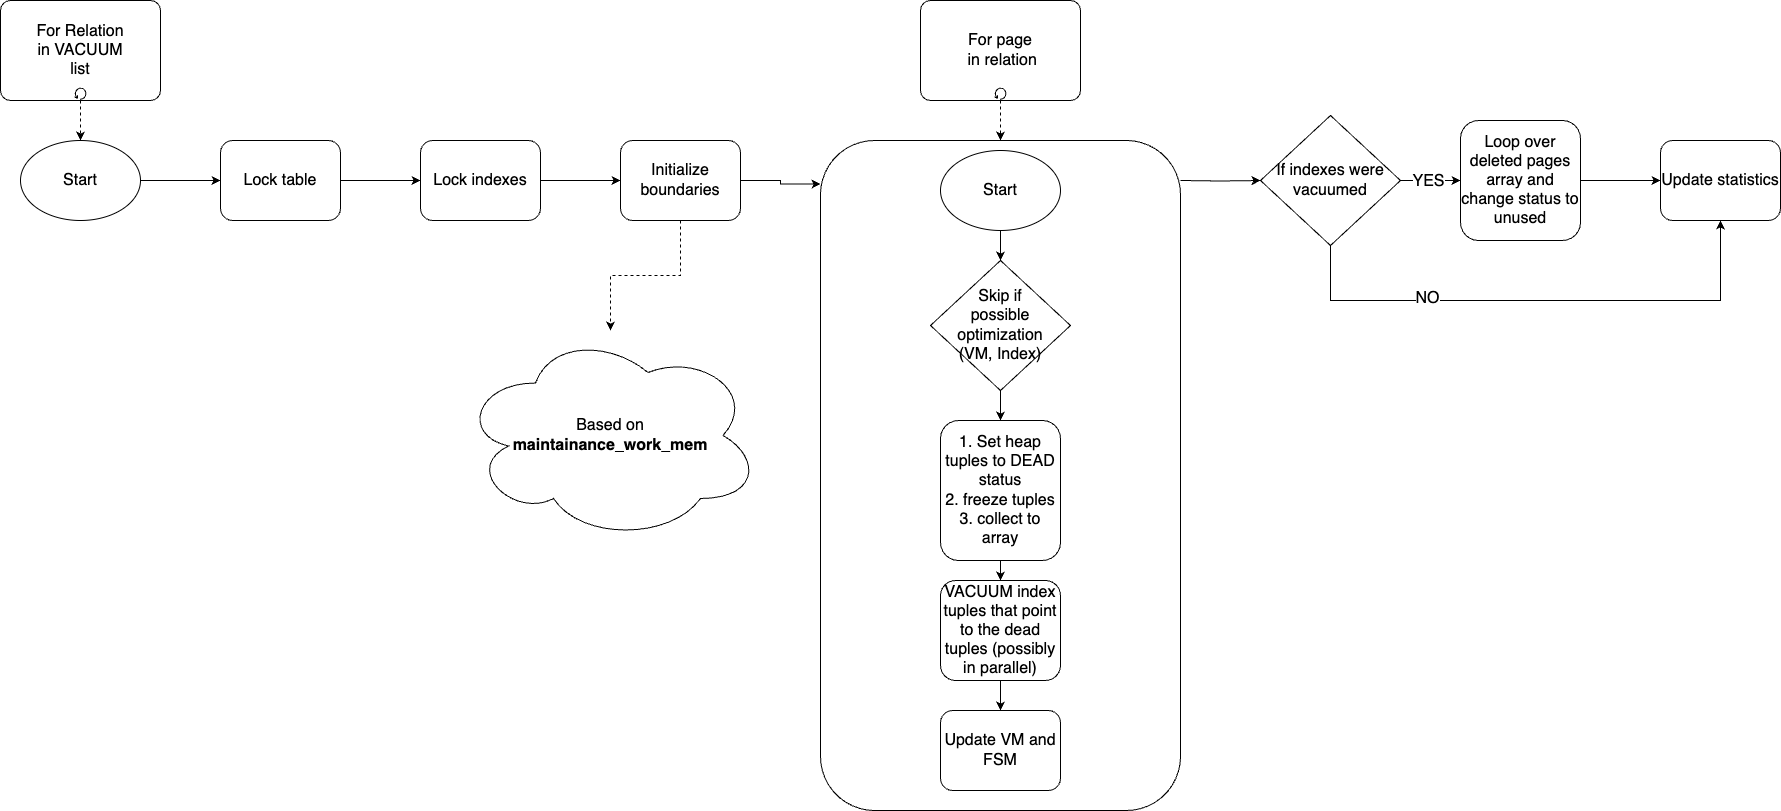 For Relation
in VACUUM
list
Start
Lock table
Lock indexes
Initialize
boundaries
Based on
maintainance_work_mem
For page
in relation
Start
Skip if
possible
optimization
(VM, Index)
1. Set heap
tuples to DEAD
status
2. freeze tuples
3. collect to
array
VACUUM index
tuples that point
to the dead
tuples (possibly
in parallel)
Update VM and
FSM
If indexes were
vacuumed
YES
NO
Loop over
deleted pages
array and
change status to
unused
Update statistics